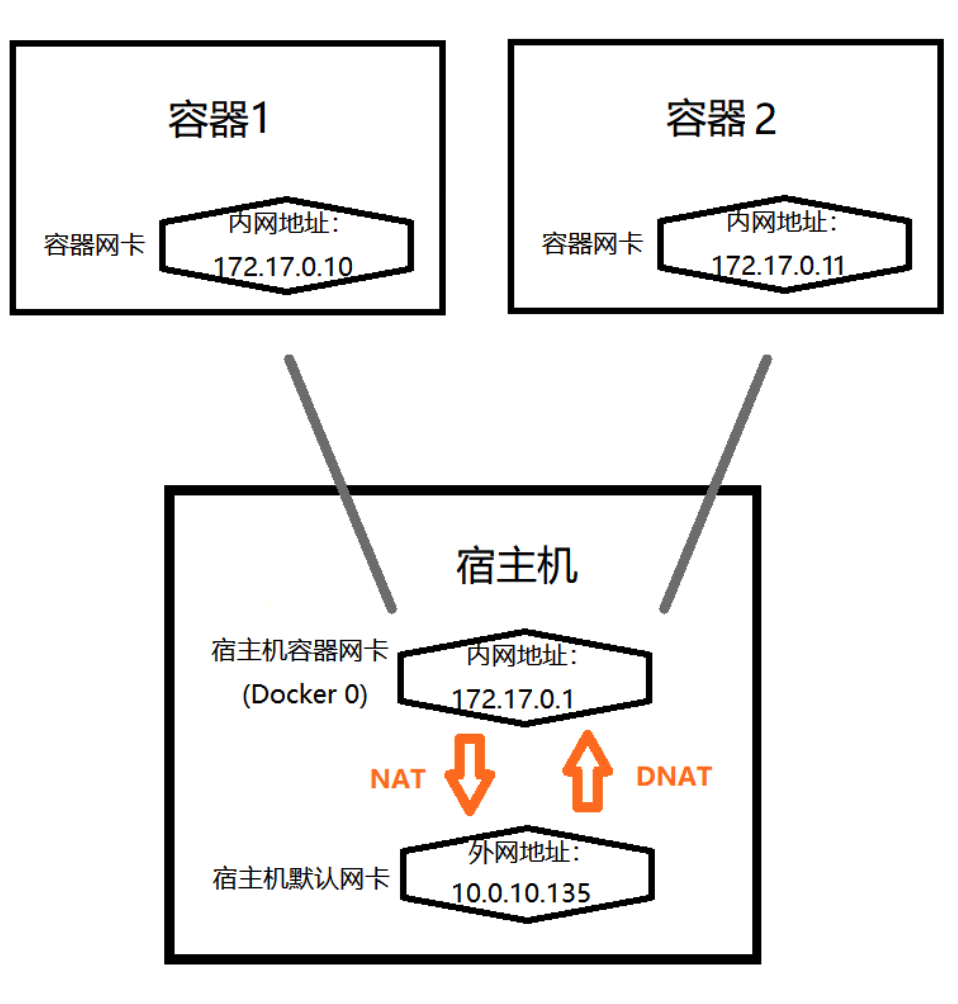 容器1
容器 2
容器网卡
内网地址：
172.17.0.10
容器网卡
内网地址：
172.17.0.11
宿主机
宿主机容器网卡
(Docker 0)
内网地址：
172.17.0.1
NAT
DNAT
宿主机默认网卡
外网地址：
10.0.10.135